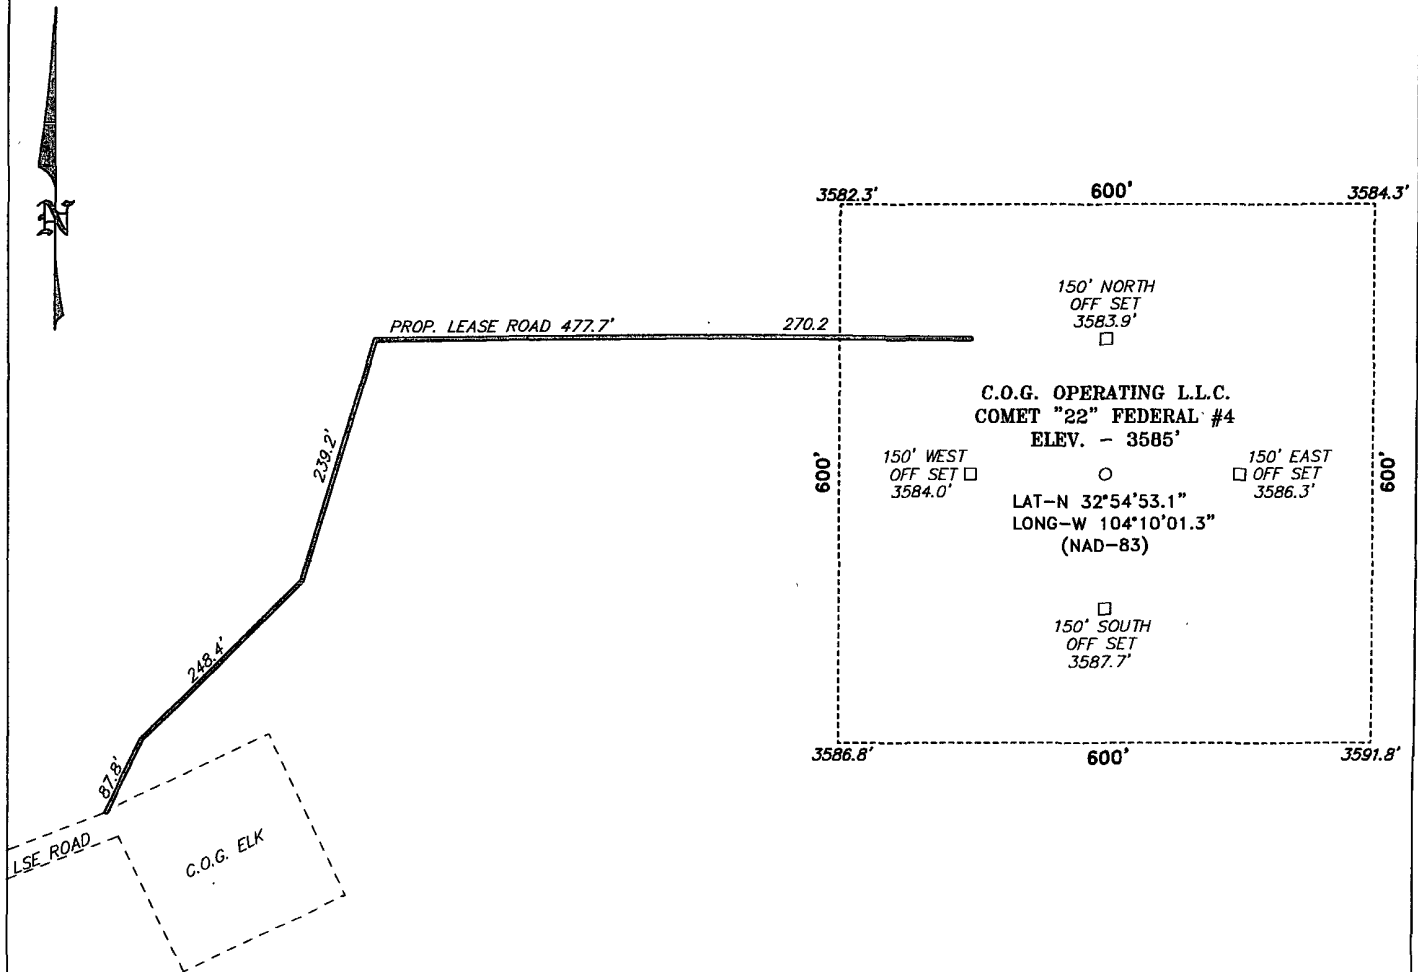 N
3582.3'
600'
3584.3'
150' NORTH
OFF SET
3583.9'
PROP. LEASE ROAD 477.7'
270.2
C.O.G. OPERATING L.L.C.
COMET "22" FEDERAL #4
ELEV. - 3585'
239.2'
600'
150' WEST
OFF SET
3584.0'
150' EAST
OFF SET
3586.3'
600'
LAT-N 32°54'53.1"
LONG-W 104°10'01.3"
(NAD-83)
150' SOUTH
OFF SET
3587.7'
248.4'
3586.8'
600'
3591.8'
87.8'
LSE ROAD
C.O.G. ELK